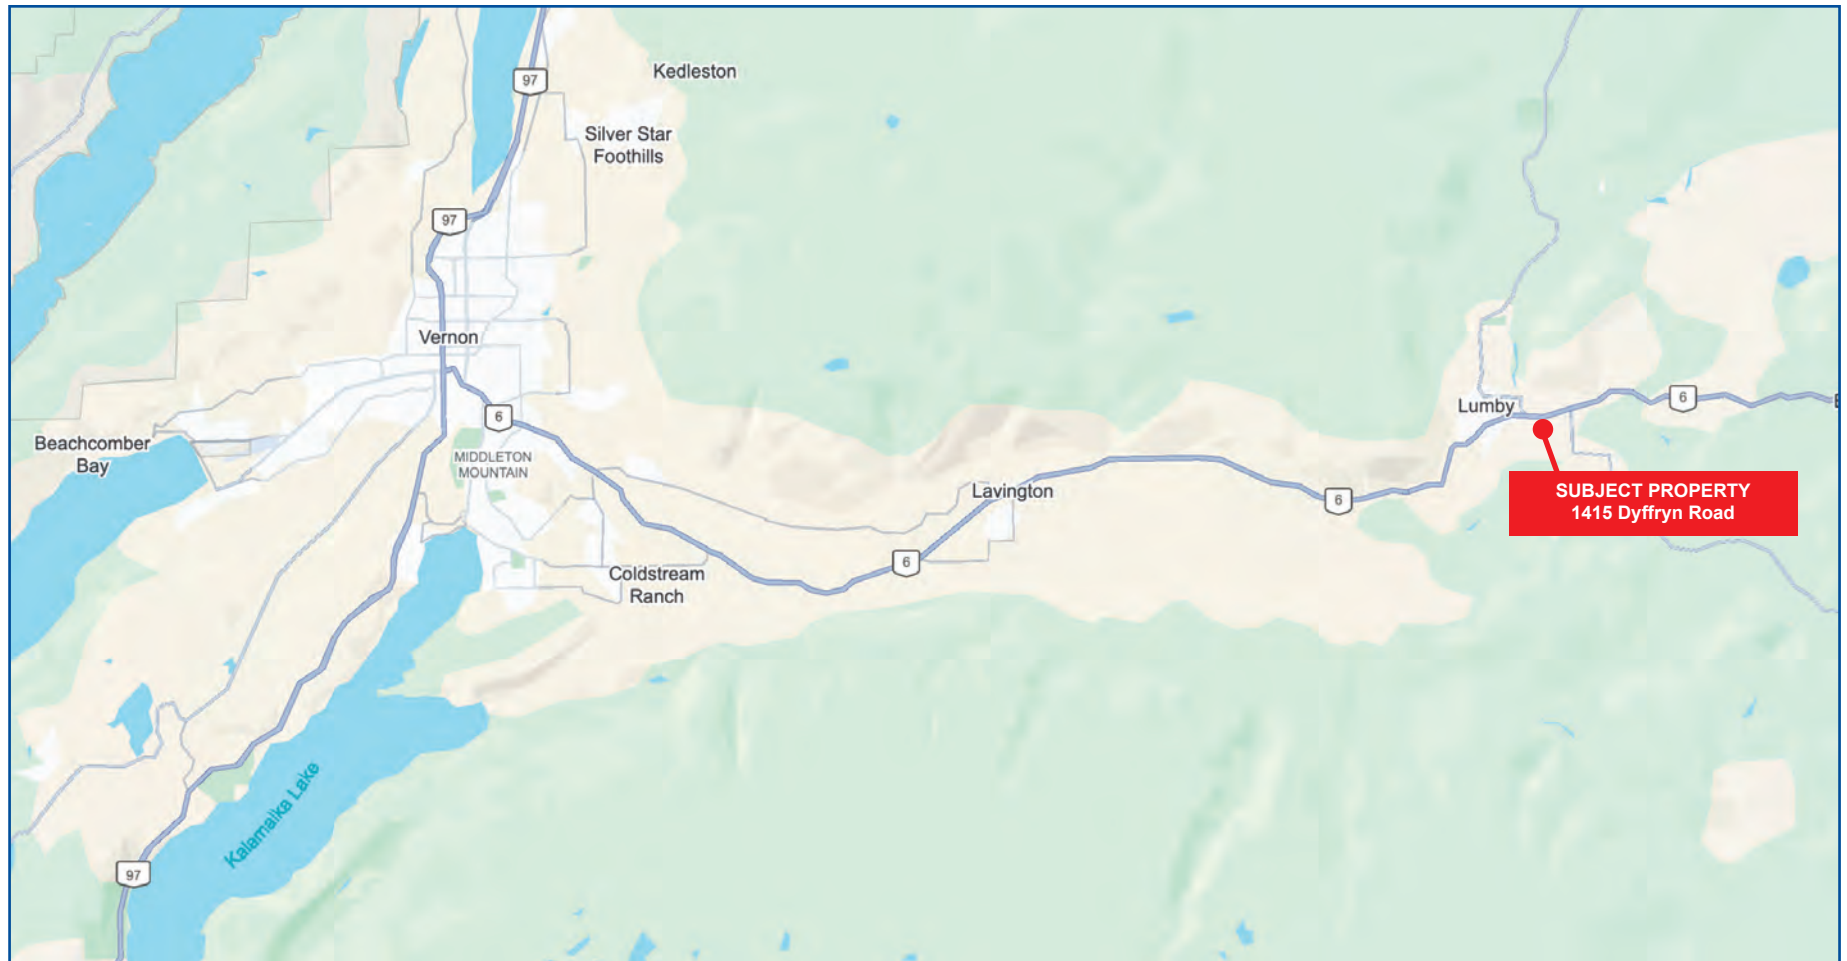 Kedleston
97
Silver Star
Foothills
97
Vernon
6
Lumby
6
Beachcomber
Bay
MIDDLETON
MOUNTAIN
Lavington
6
SUBJECT PROPERTY
1415 Dyffryn Road
6
Coldstream
Ranch
Kalamalka Lake
97